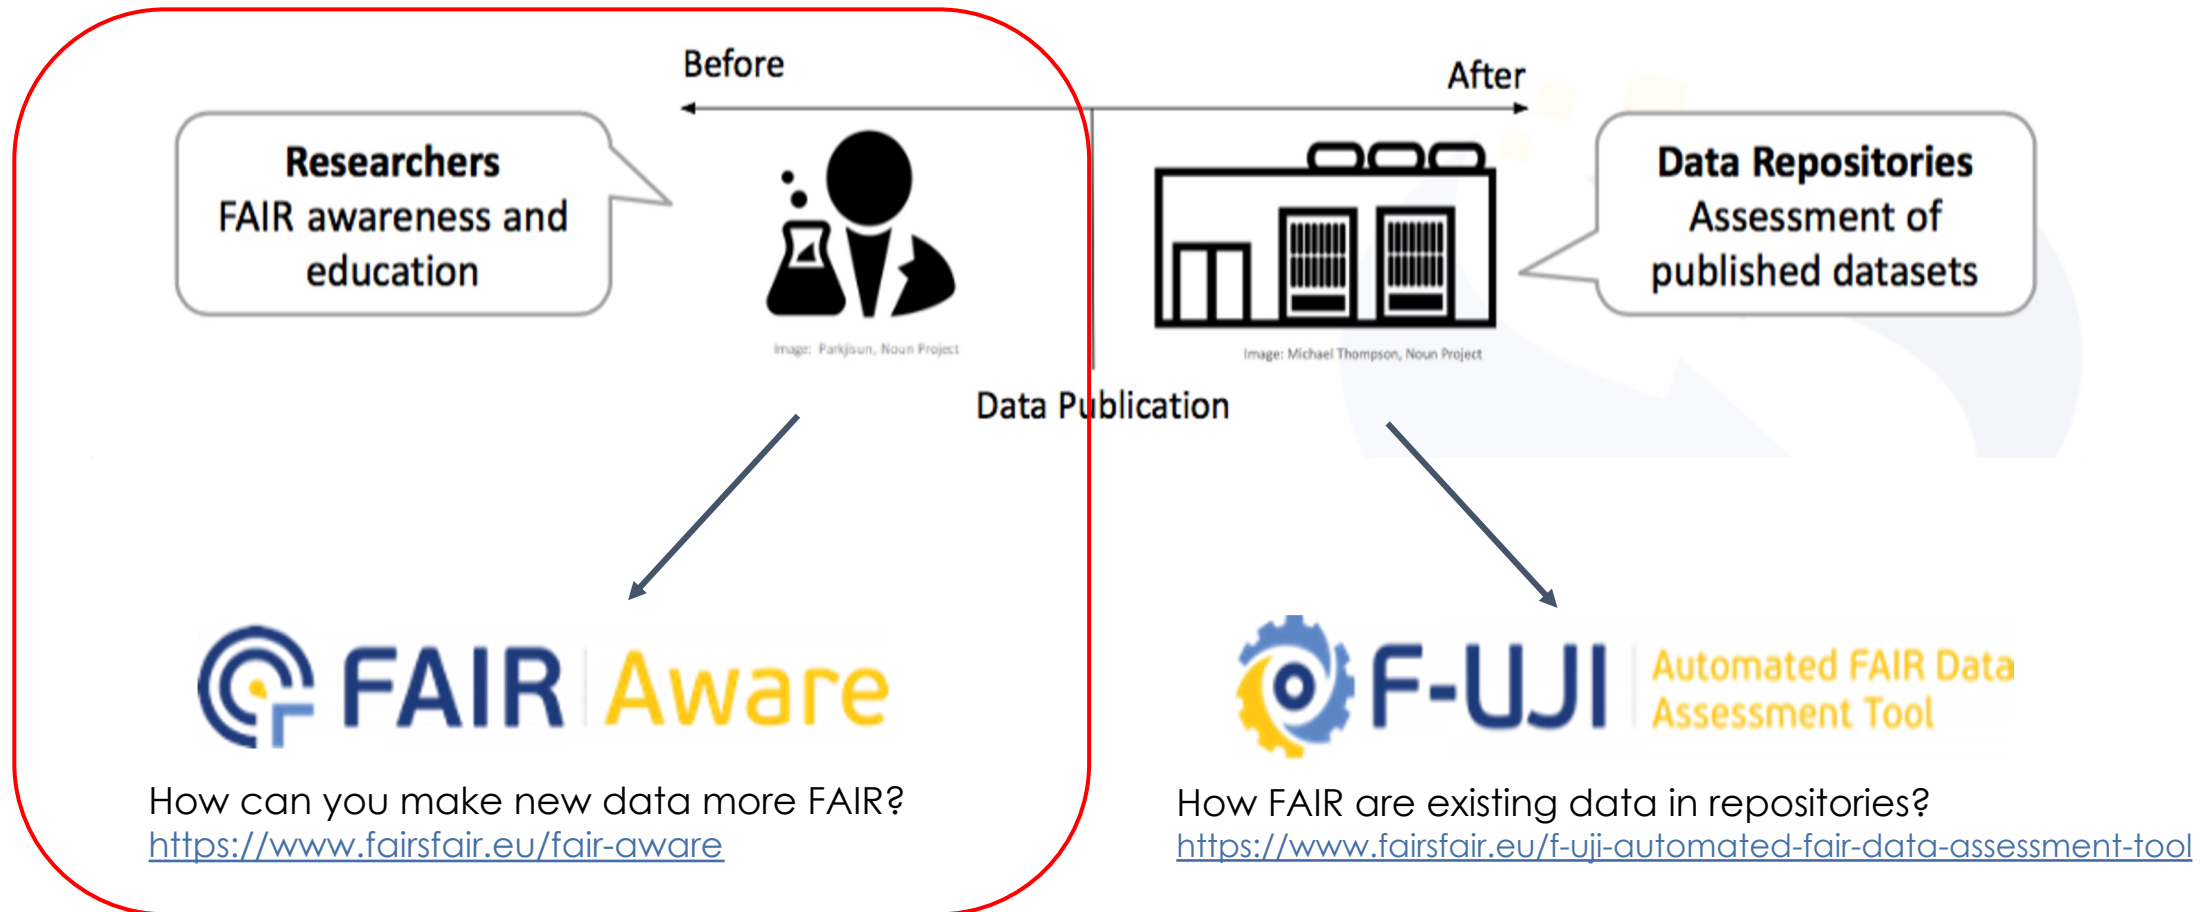 Before
After
Researchers
FAIR awareness and
education
Data Repositories
Assessment of
published datasets
Image: Parkjisun, Noun Project
Image: Michael Thompson, Noun Project
Data Publication
FAIR Aware
F-UJI
Automated FAIR Data
Assessment Tool
How can you make new data more FAIR?
https://www.fairsfair.eu/fair-aware
How FAIR are existing data in repositories?
https://www.fairsfair.eu/f-uji-automated-fair-data-assessment-tool